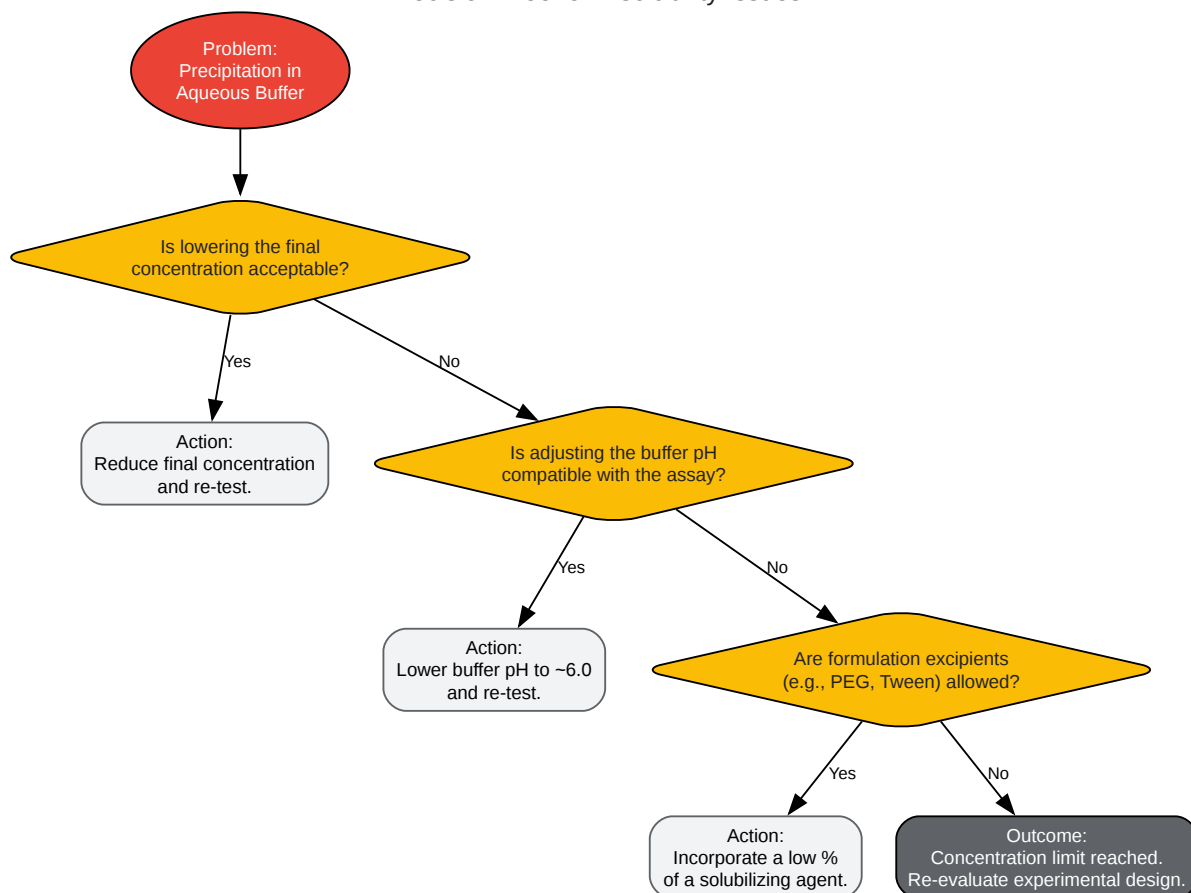 Problem:
Precipitation in
Aqueous Buffer
Is lowering the final
concentration acceptable?
Yes
No
Action:
Reduce final concentration
and re-test.
Is adjusting the buffer pH
compatible with the assay?
Yes
No
Action:
Lower buffer pH to ~6.0
and re-test.
Are formulation excipients
(e.g., PEG, Tween) allowed?
Yes
No
Action:
Incorporate a low %
of a solubilizing agent.
Outcome:
Concentration limit reached.
Re-evaluate experimental design.